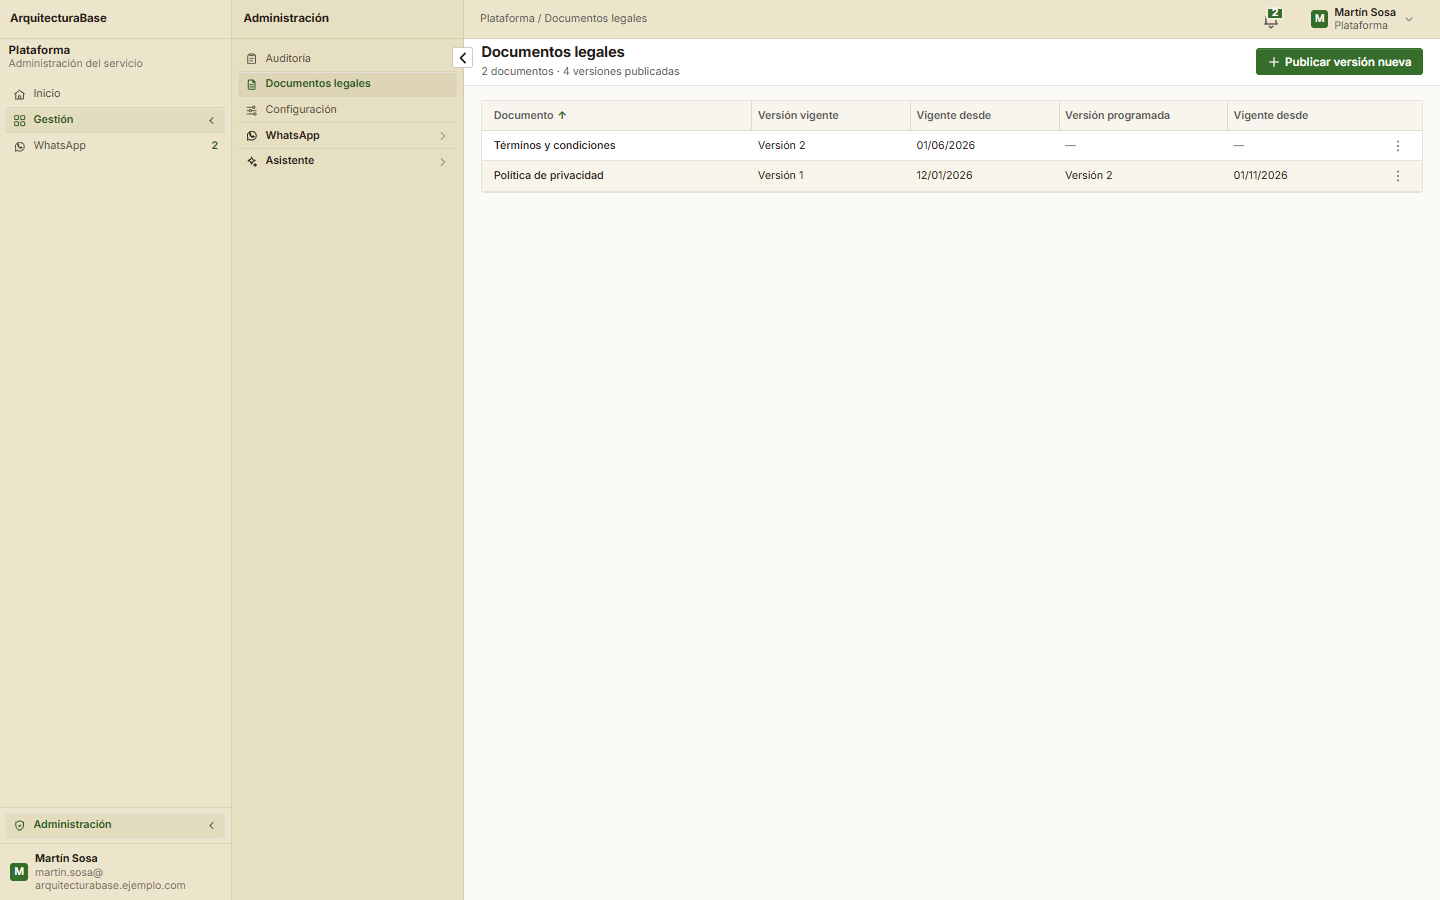 ArquitecturaBase
Plataforma
Administración del servicio
Inicio
Gestión
WhatsApp 2
Administración
Martín Sosa
martin.sosa@
arquitecturabase.ejemplo.com
M
Administración
Auditoría
Documentos legales
Configuración
WhatsApp
Asistente
Plataforma / Documentos legales
2
M
Martín Sosa
Plataforma
Documentos legales
2 documentos · 4 versiones publicadas
Publicar versión nueva
Documento Versión vigente Vigente desde Versión programada Vigente desde
Términos y condiciones Versión 2 01/06/2026 — —
Política de privacidad Versión 1 12/01/2026 Versión 2 01/11/2026